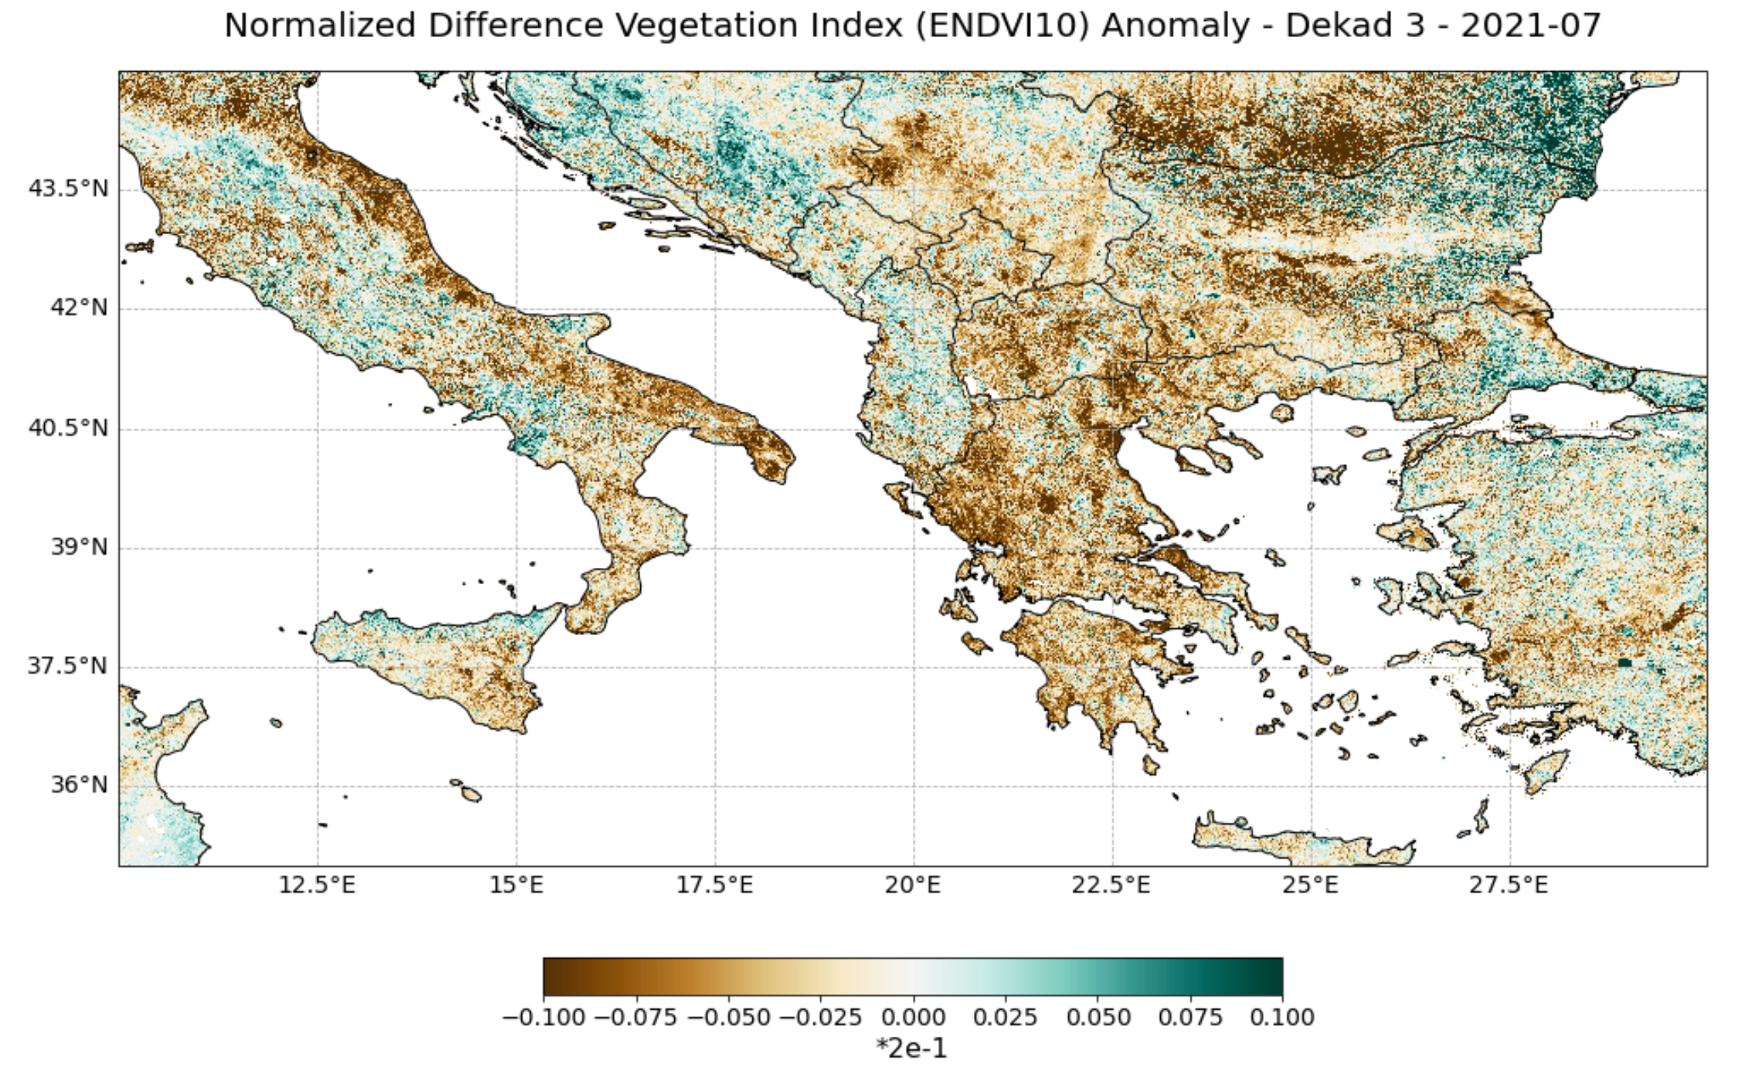 Normalized Difference Vegetation Index (ENDVI10) Anomaly - Dekad 3 - 2021-07
43.5°N
42°N
40.5°N
39°N
37.5°N
36°N
12.5°E 15°E 17.5°E 20°E 22.5°E 25°E 27.5°E
−0.100 −0.075 −0.050 −0.025 0.000 0.025 0.050 0.075 0.100
*2e-1